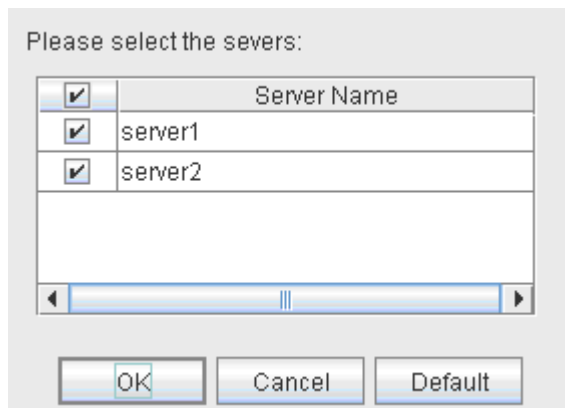 Please select the severs:
Server Name
server1
server2
OK Cancel Default